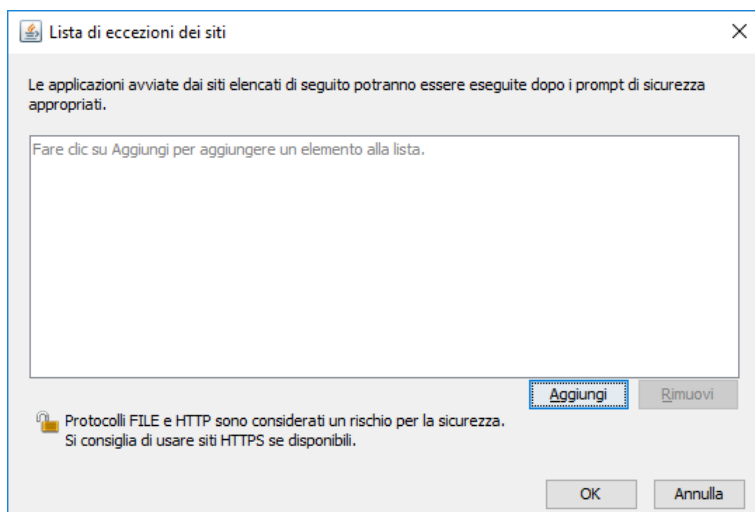 Lista di eccezioni dei siti
Le applicazioni avviate dai siti elencati di seguito potranno essere eseguite dopo i prompt di sicurezza
appropriati.
Fare clic su Aggiungi per aggiungere un elemento alla lista.
Aggiungi
Rimuovi
Protocolli FILE e HTTP sono considerati un rischio per la sicurezza.
Si consiglia di usare siti HTTPS se disponibili.
OK
Annulla